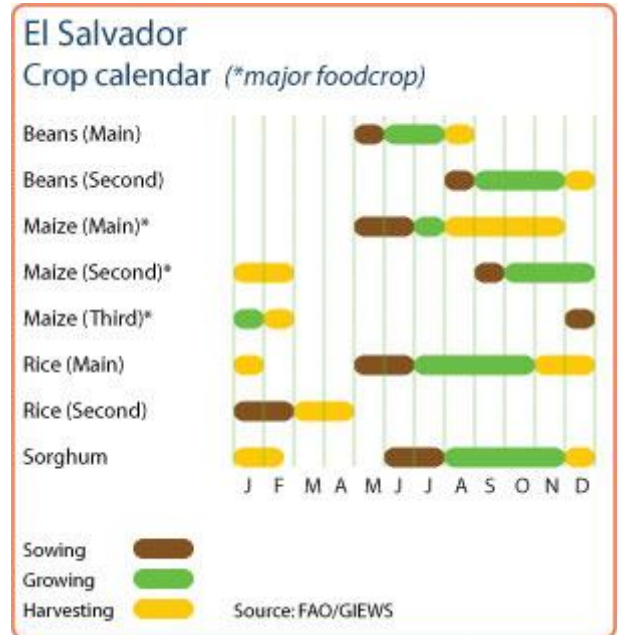 El Salvador
Crop calendar (*major foodcrop)
Beans (Main)
Beans (Second)
Maize (Main)*
Maize (Second)*
Maize (Third)*
Rice (Main)
Rice (Second)
Sorghum
J F M A M J J A S O N D
Sowing
Growing
Harvesting Source: FAO/GIEWS